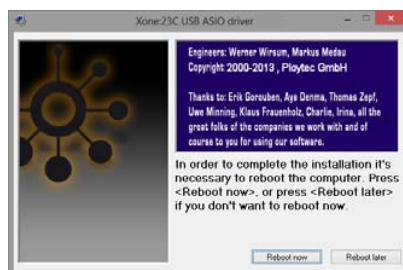 Xone:23C USB ASIO driver
Engineers: Werner Wirsum, Markus Medau
Copyright: 2000-2013 , Ploytec GmbH
Thanks to: Erik Gorouben, Aya Denma, Thomas Zepf,
Uwe Minning, Klaus Frauenholz, Charlie, Irina, all the
great folks of the companies we work with and of
course to you for using our software.
In order to complete the installation it's
necessary to reboot the computer. Press
<Reboot now>, or press <Reboot later>
if you don't want to reboot now.
Reboot now
Reboot later